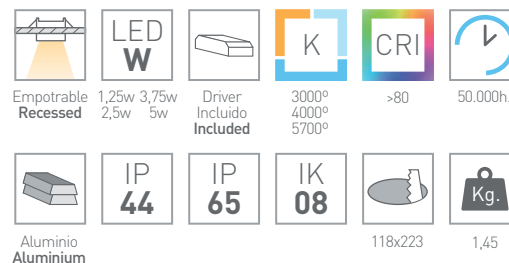 LED
W
K
CRI
Empotrable
Recessed
1,25w 3,75w
2,5w 5w
Driver
Incluido
Included
3000º
4000º
5700º
>80
50.000h.
IP
44
IP
65
IK
08
Kg.
Aluminio
Aluminium
118x223
1,45